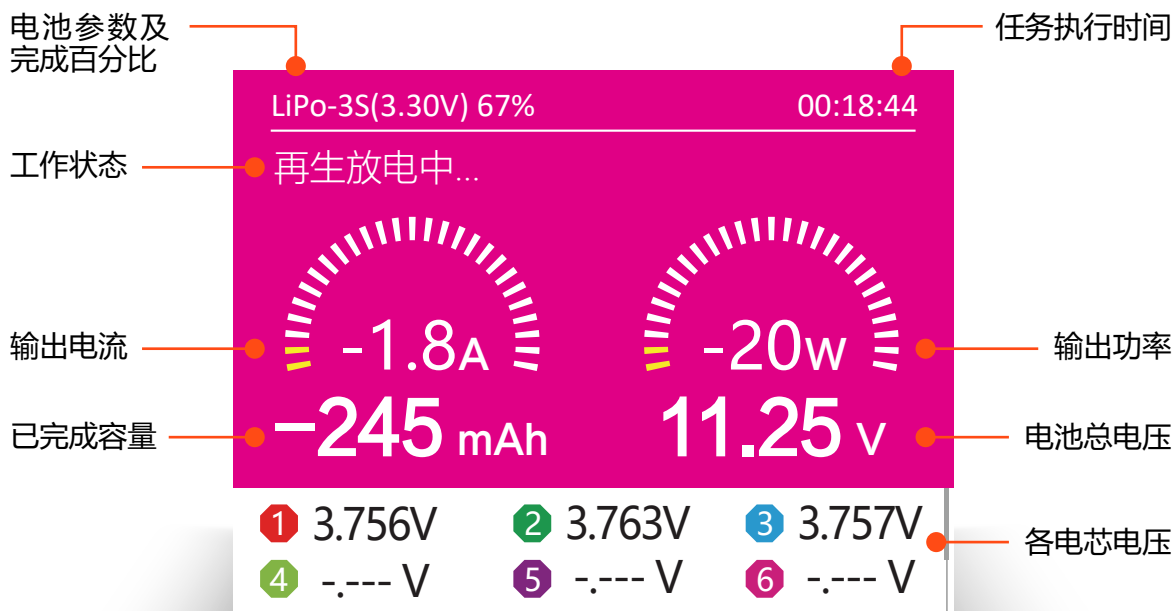 电池参数及
完成百分比
任务执行时间
LiPo-3S(3.30V) 67%
00:18:44
工作状态
再生放电中...
输出电流
-1.8A
-20W
输出功率
已完成容量
-245 mAh
11.25 V
电池总电压
1 3.756V
2 3.763V
3 3.757V
各电芯电压
4 -.--- V
5 -.--- V
6 -.--- V